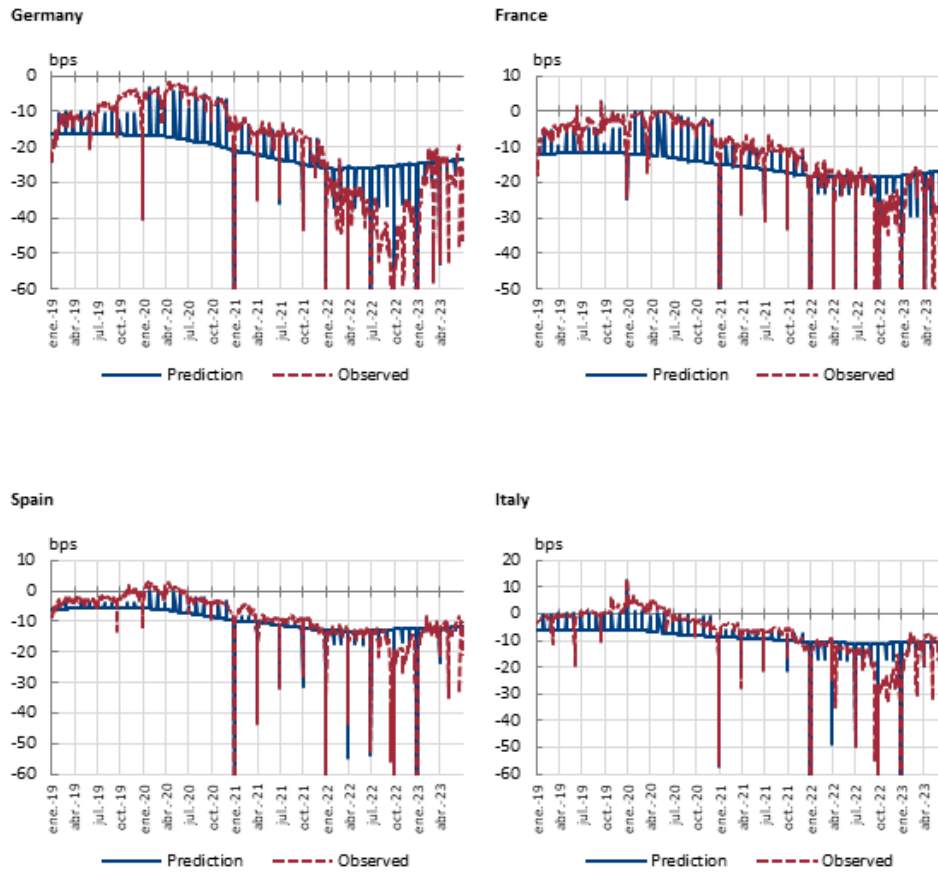 Germany
bps
0
-10
-20
-30
-40
-50
-60
ene.-19
abr.-19
jul.-19
oct.-19
ene.-20
abr.-20
jul.-20
oct.-20
ene.-21
abr.-21
jul.-21
oct.-21
ene.-22
abr.-22
jul.-22
oct.-22
ene.-23
abr.-23
Prediction Observed
France
bps
10
0
-10
-20
-30
-40
-50
ene.-19
abr.-19
jul.-19
oct.-19
ene.-20
abr.-20
jul.-20
oct.-20
ene.-21
abr.-21
jul.-21
oct.-21
ene.-22
abr.-22
jul.-22
oct.-22
ene.-23
abr.-23
Prediction Observed
Spain
bps
10
0
-10
-20
-30
-40
-50
-60
ene.-19
abr.-19
jul.-19
oct.-19
ene.-20
abr.-20
jul.-20
oct.-20
ene.-21
abr.-21
jul.-21
oct.-21
ene.-22
abr.-22
jul.-22
oct.-22
ene.-23
abr.-23
Prediction Observed
Italy
bps
20
10
0
-10
-20
-30
-40
-50
-60
ene.-19
abr.-19
jul.-19
oct.-19
ene.-20
abr.-20
jul.-20
oct.-20
ene.-21
abr.-21
jul.-21
oct.-21
ene.-22
abr.-22
jul.-22
oct.-22
ene.-23
abr.-23
Prediction Observed